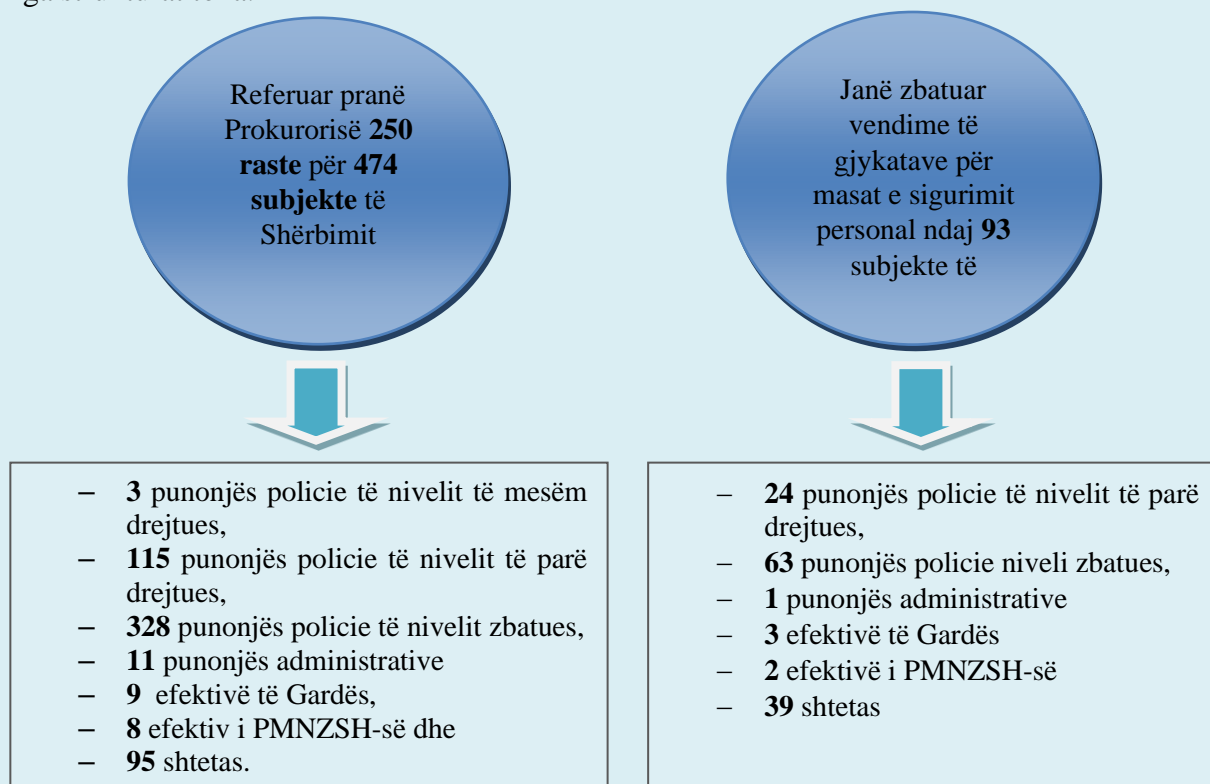 Referuar pranë
Prokurorisë 250
raste për 474
subjekte të
Shërbimit
Janë zbatuar
vendime të
gjykatave për
masat e sigurimit
personal ndaj 93
subjekte të
– 3 punonjës policie të nivelit të mesëm
drejtues,
– 115 punonjës policie të nivelit të parë
drejtues,
– 328 punonjës policie të nivelit zbatues,
– 11 punonjës administrative
– 9 efektivë të Gardës,
– 8 efektiv i PMNZSH-së dhe
– 95 shtetas.
– 24 punonjës policie të nivelit të parë
drejtues,
– 63 punonjës policie niveli zbatues,
– 1 punonjës administrative
– 3 efektivë të Gardës
– 2 efektivë i PMNZSH-së
– 39 shtetas